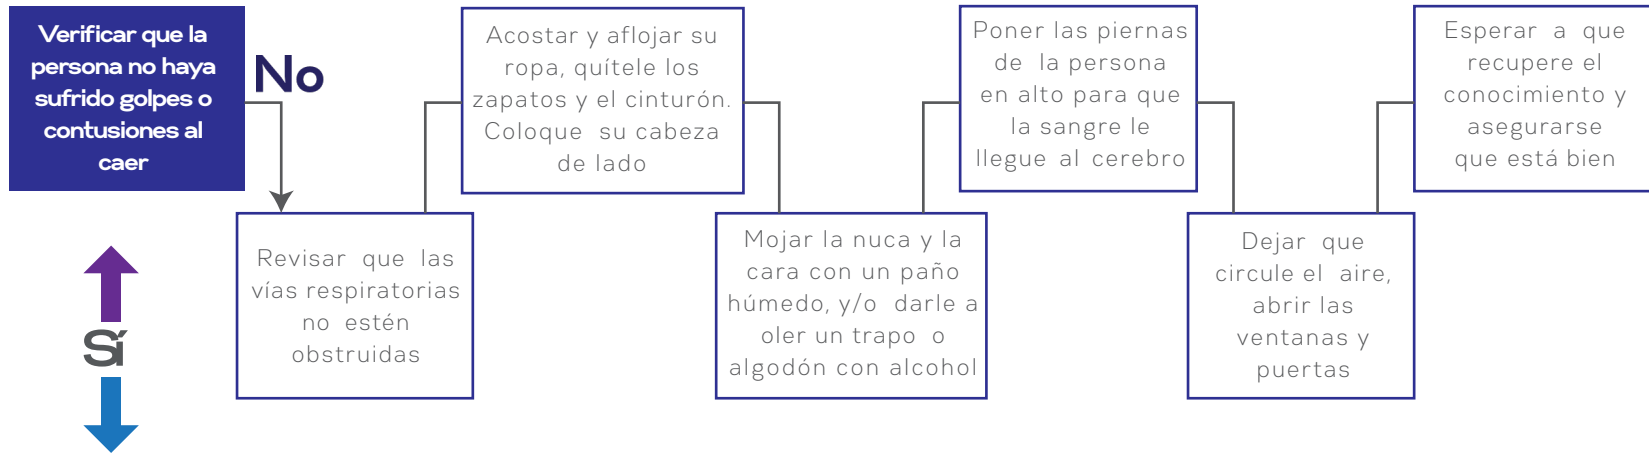 Verificar que la
persona no haya
sufrido golpes o
contusiones al
caer
No
Revisar que las
vías respiratorias
no estén
obstruidas
Acostar y aflojar su
ropa, quítele los
zapatos y el cinturón.
Coloque su cabeza
de lado
Mojar la nuca y la
cara con un paño
húmedo, y/o darle a
oler un trapo o
algodón con alcohol
Poner las piernas
de la persona
en alto para que
la sangre le
llegue al cerebro
Dejar que
circule el aire,
abrir las
ventanas y
puertas
Esperar a que
recupere el
conocimiento y
asegurarse
que está bien
Sí